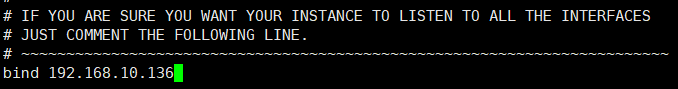 #
# IF YOU ARE SURE YOU WANT YOUR INSTANCE TO LISTEN TO ALL THE INTERFACES
# JUST COMMENT THE FOLLOWING LINE.
# ~~~~~~~~~~~~~~~~~~~~~~~~~~~~~~~~~~~~~~~~~~~~~~~~~~~~~~~~~~~~~~~~~~~~~~~~
bind 192.168.10.136